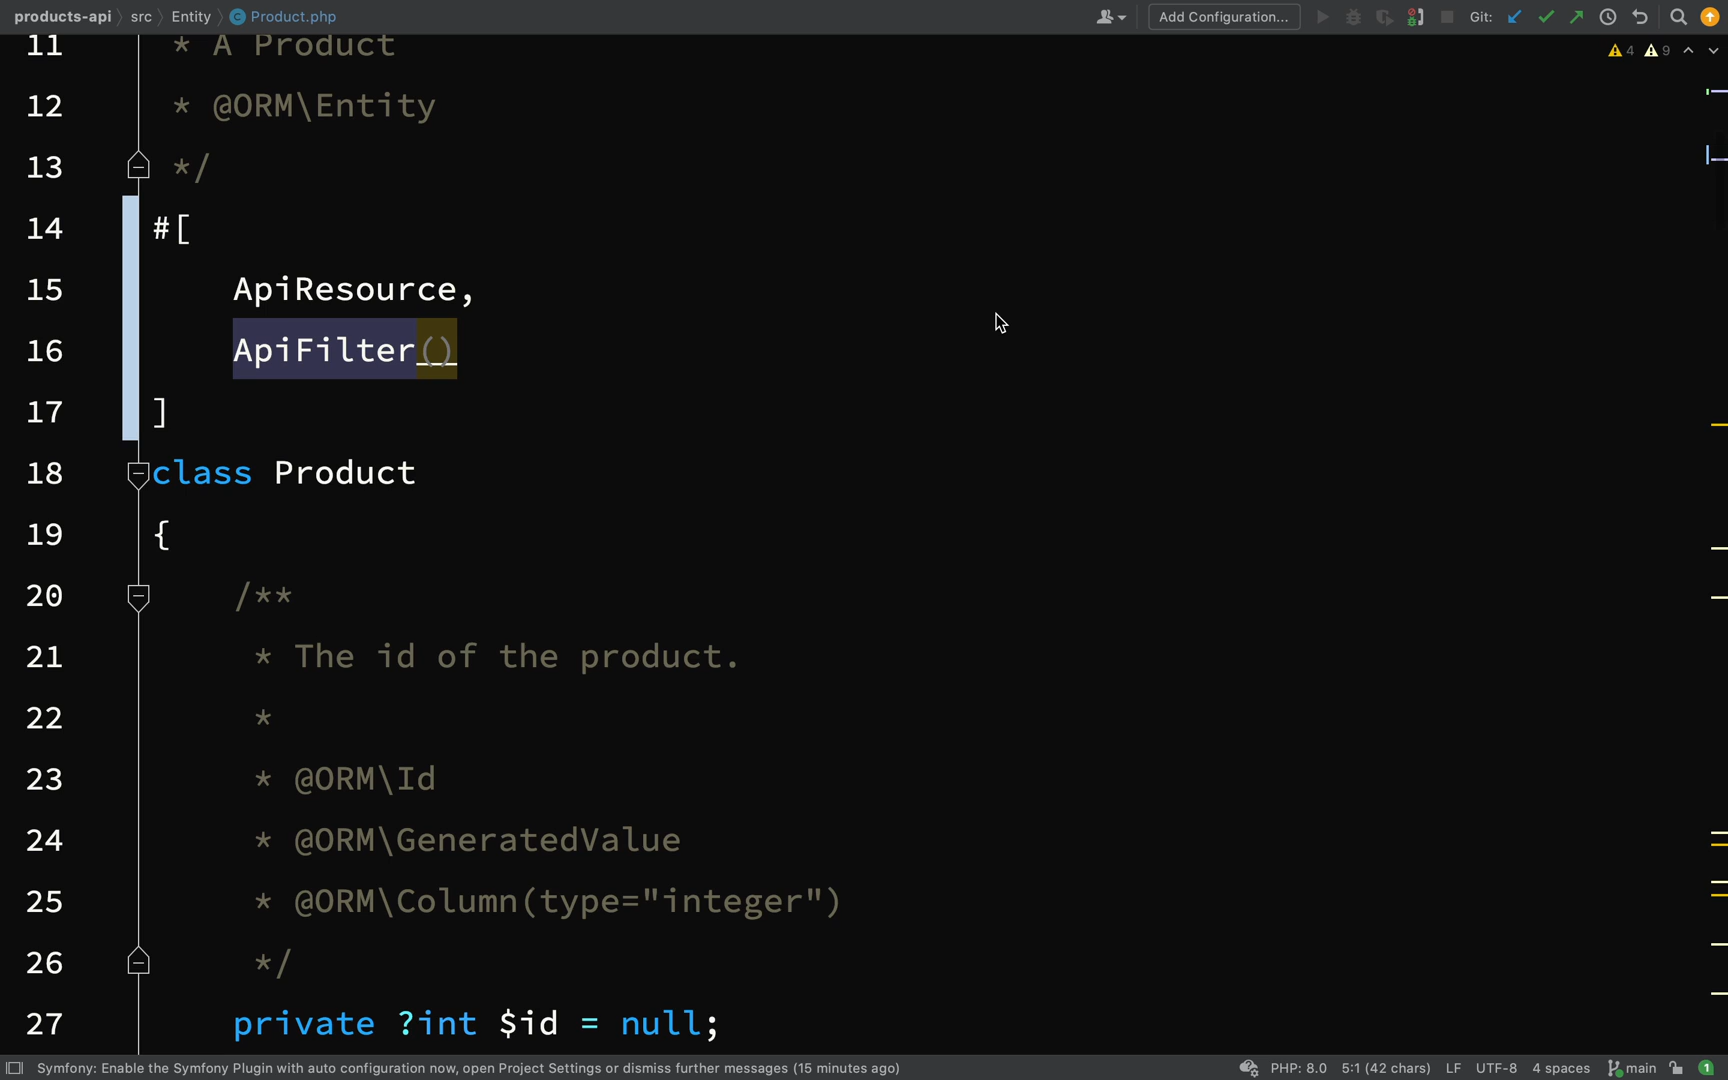 products-api src Entity Product.php Add Configuration... Git:
11 * A Product 4 9
12 * @ORM\Entity
13 */
14 #[
15 ApiResource,
16 ApiFilter()
17 ]
18 class Product
19 {
20 /**
21 * The id of the product.
22 *
23 * @ORM\Id
24 * @ORM\GeneratedValue
25 * @ORM\Column(type="integer")
26 */
27 private ?int $id = null;
Symfony: Enable the Symfony Plugin with auto configuration now, open Project Settings or dismiss further messages (15 minutes ago) PHP: 8.0 5:1 (42 chars) LF UTF-8 4 spaces main 1